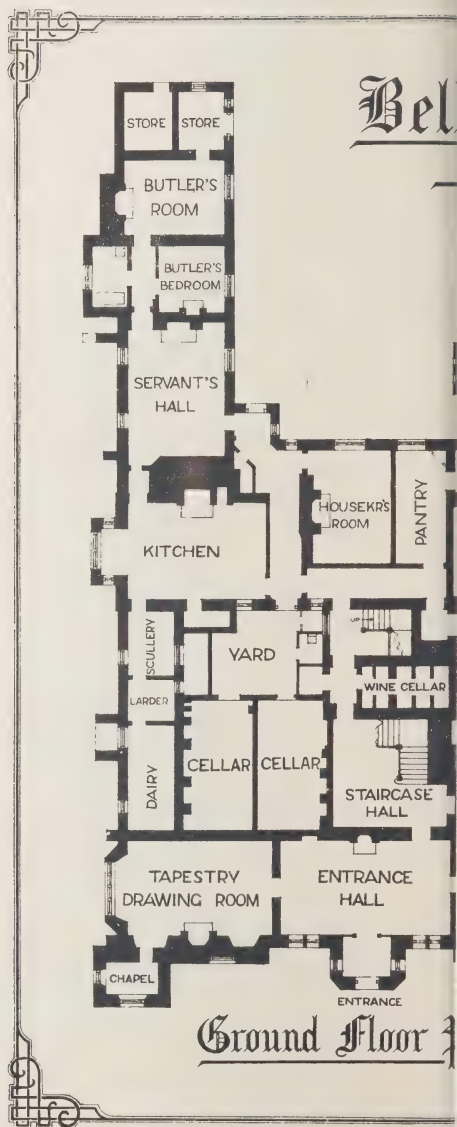 Bel
STORE STORE
BUTLER'S
ROOM
BUTLER'S
BEDROOM
SERVANT'S
HALL
HOUSEKR'S
ROOM
PANTRY
KITCHEN
SCULLERY
YARD
UP
LARDER
WINE CELLAR
DAIRY
CELLAR CELLAR
STAIRCASE
HALL
TAPESTRY
DRAWING ROOM
ENTRANCE
HALL
CHAPEL
ENTRANCE
Ground Floor